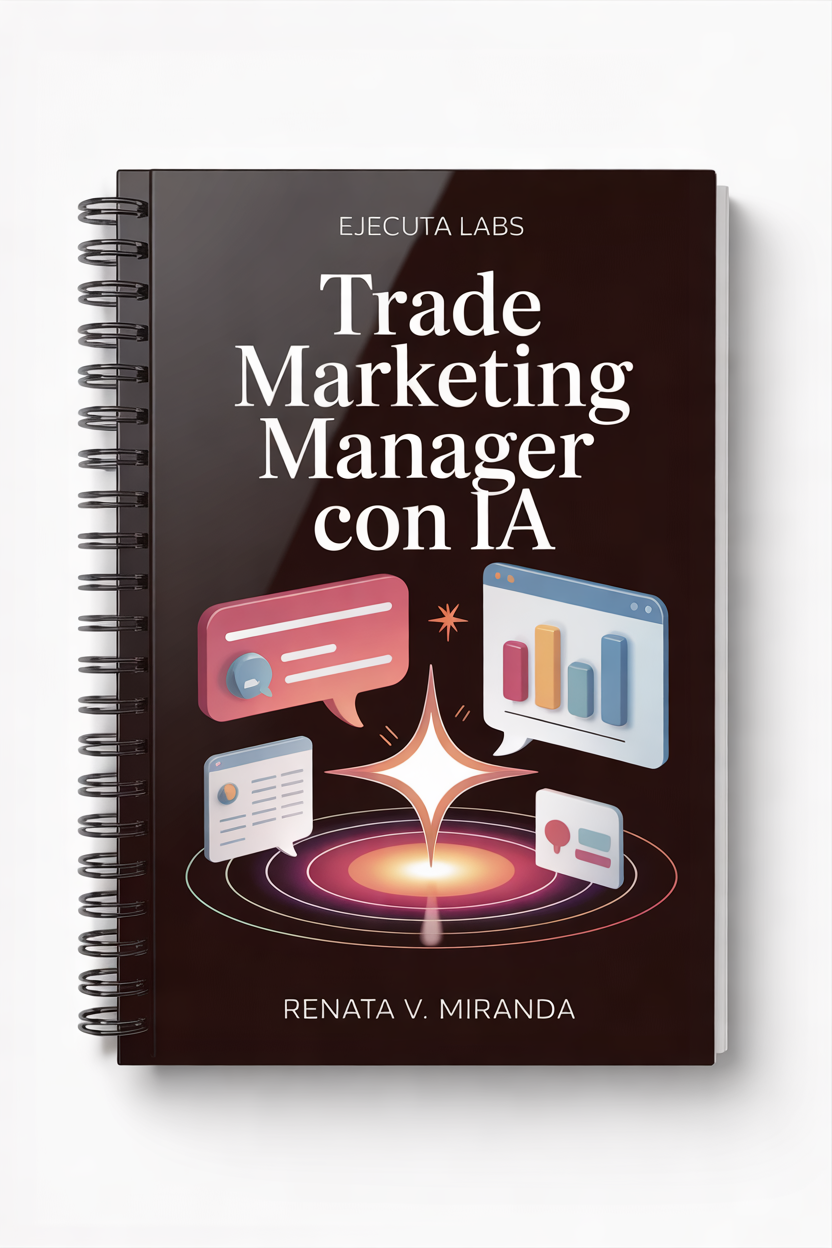 EJECUTA LABS
Trade
Marketing
Manager
con IA
RENATA V. MIRANDA